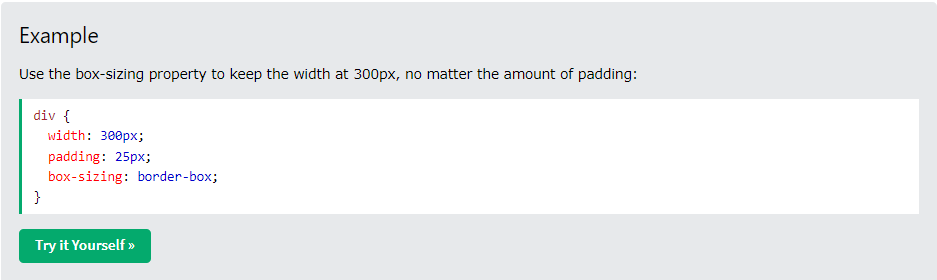 Example
Use the box-sizing property to keep the width at 300px, no matter the amount of padding:
div {
  width: 300px;
  padding: 25px;
  box-sizing: border-box;
}
Try it Yourself »